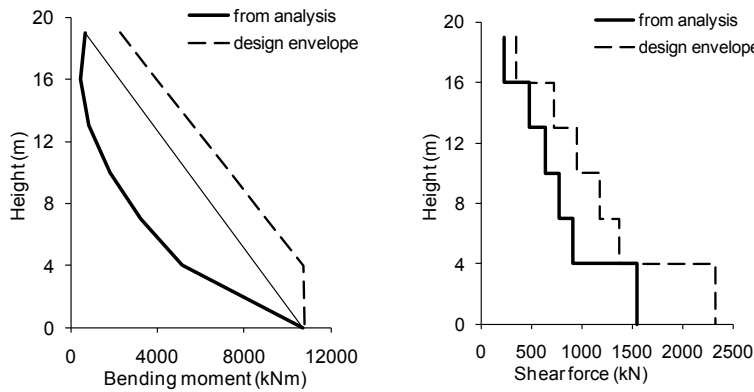 from analysis
design envelope
20
16
12
8
4
0
Height (m)
0
4000
8000
12000
Bending moment (kNm)
from analysis
design envelope
20
16
12
8
4
0
Height (m)
0
500
1000
1500
2000
2500
Shear force (kN)